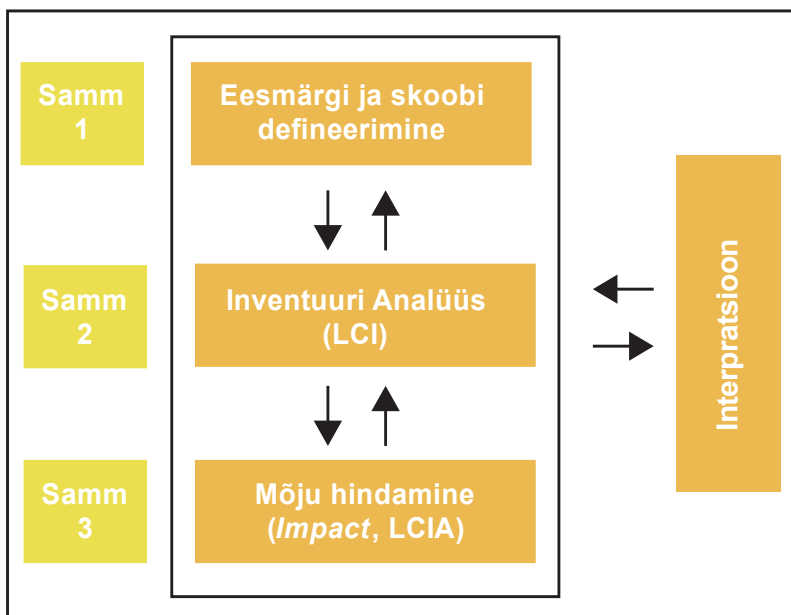 Samm
1
Eesmärgi ja skoobi
defineerimine
Samm
2
Inventuuri Analüüs
(LCI)
Samm
3
Mõju hindamine
(Impact, LCIA)
Interpratsioon